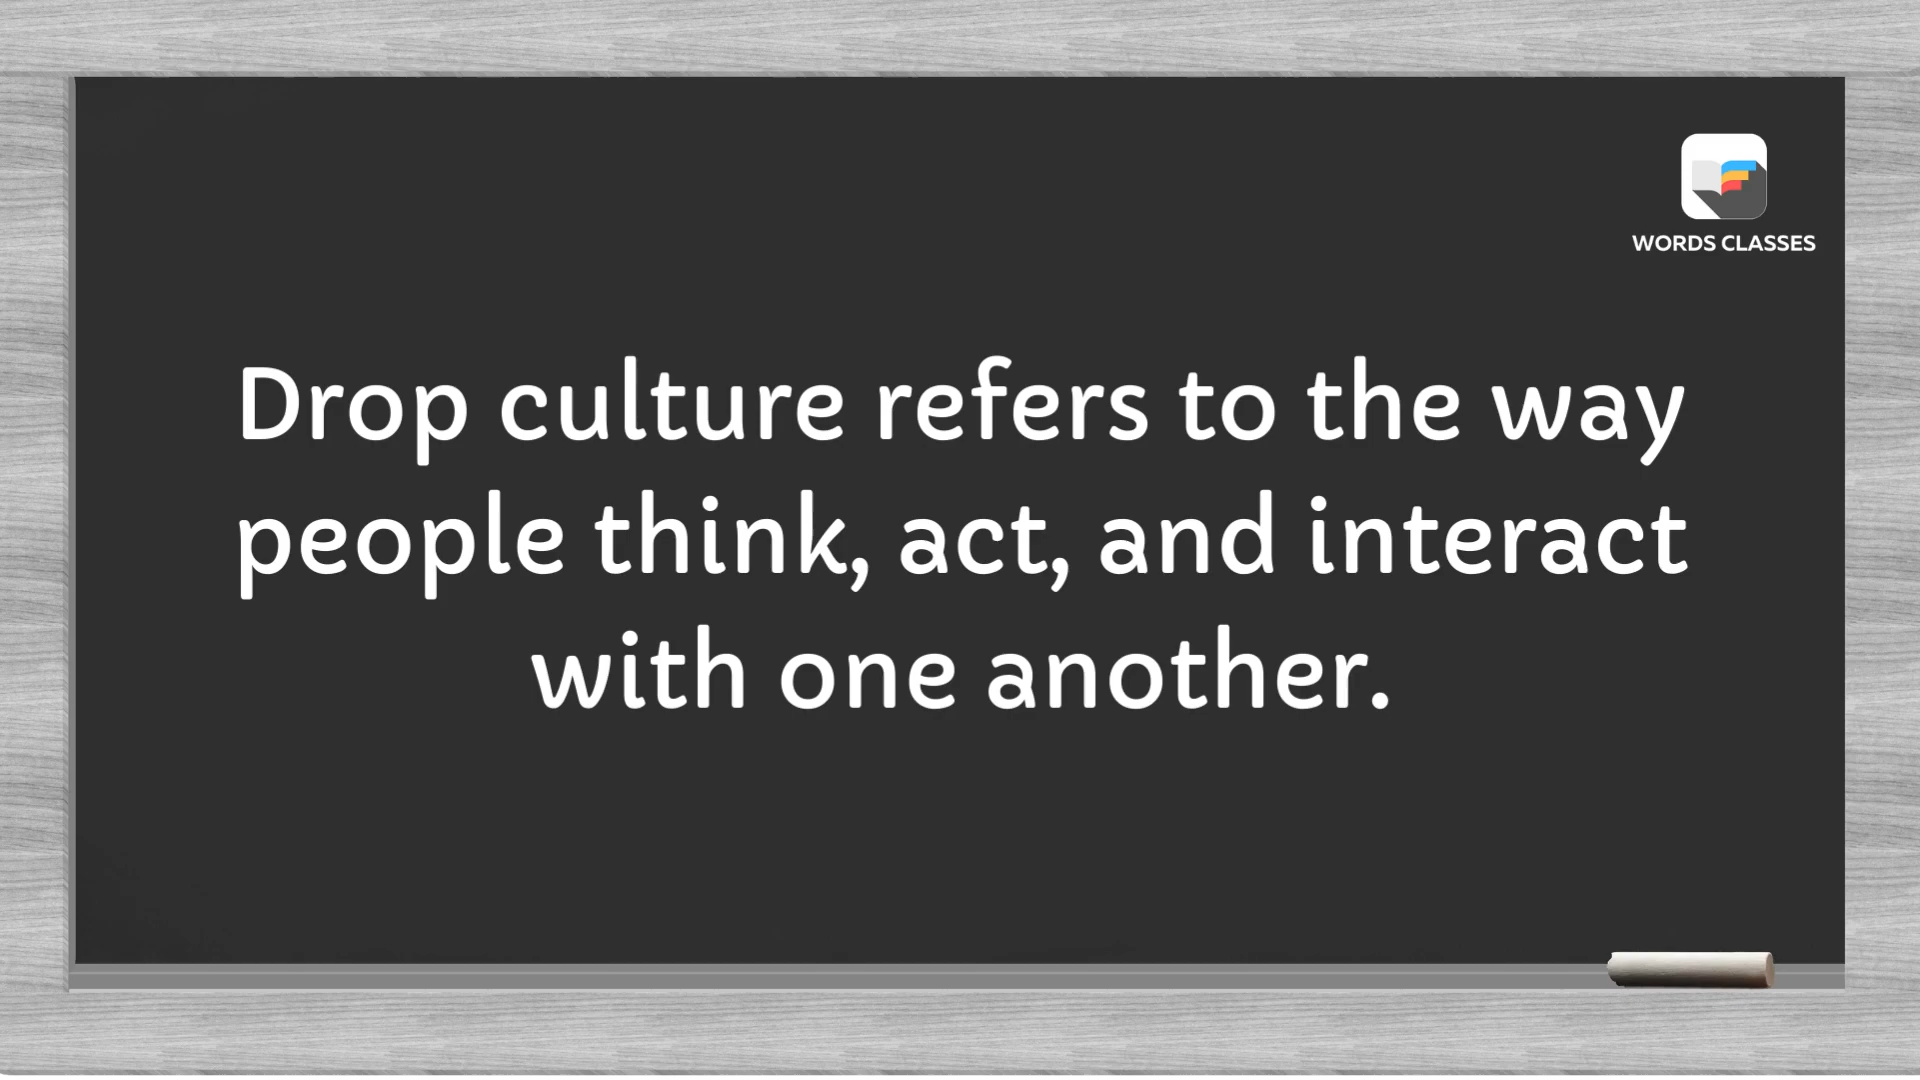 WORDS CLASSES
Drop culture refers to the way
people think, act, and interact
with one another.